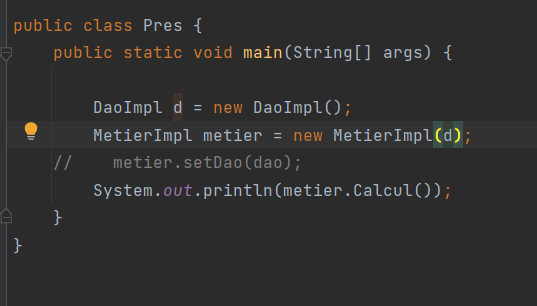 public class Pres {
public static void main(String[] args) {
DaoImpl d = new DaoImpl();
MetierImpl metier = new MetierImpl(d);
//    metier.setDao(dao);
System.out.println(metier.Calcul());
}
}